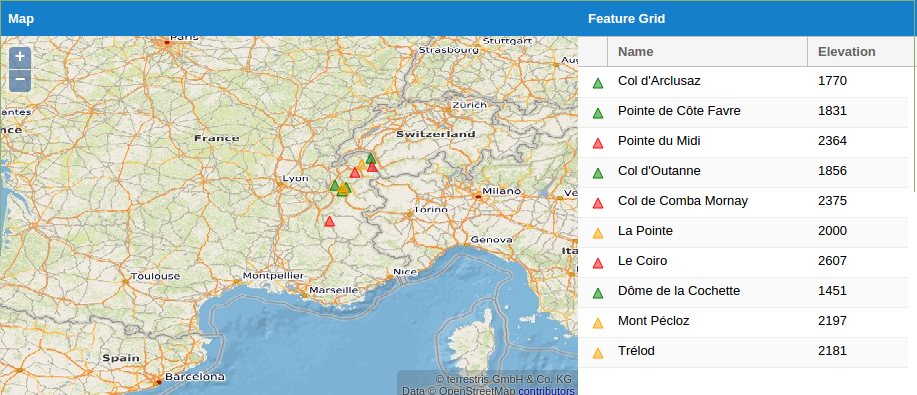 Map
Feature Grid
+
−
Paris
Strasbourg
Stuttgart
Zürich
France
Switzerland
Lyon
Milano
Torino
Genova
Nice
Toulouse
Montpellier
Marseille
Spain
Barcelona
© terrestris GmbH & Co. KG
Data © OpenStreetMap contributors
Name Elevation
Col d'Arclusaz 1770
Pointe de Côte Favre 1831
Pointe du Midi 2364
Col d'Outanne 1856
Col de Comba Mornay 2375
La Pointe 2000
Le Coiro 2607
Dôme de la Cochette 1451
Mont Pécloz 2197
Trélod 2181